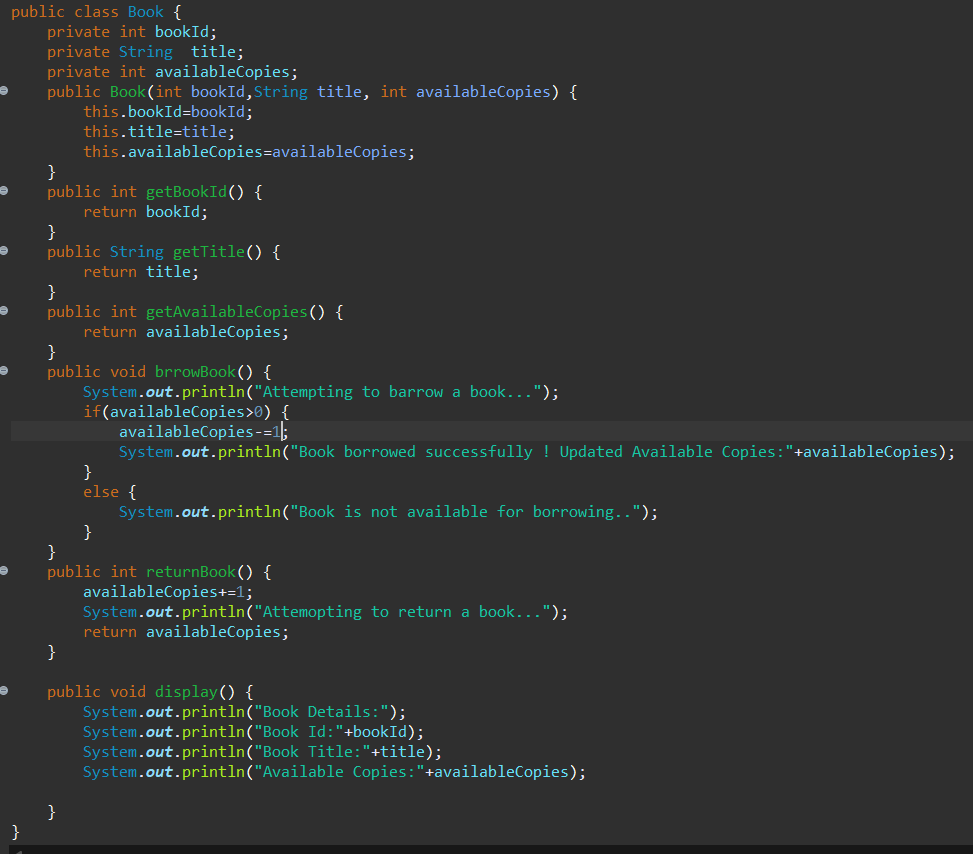 public class Book {
    private int bookId;
    private String  title;
    private int availableCopies;
    public Book(int bookId,String title, int availableCopies) {
        this.bookId=bookId;
        this.title=title;
        this.availableCopies=availableCopies;
    }
    public int getBookId() {
        return bookId;
    }
    public String getTitle() {
        return title;
    }
    public int getAvailableCopies() {
        return availableCopies;
    }
    public void brrowBook() {
        System.out.println("Attempting to barrow a book...");
        if(availableCopies>0) {
            availableCopies-=1;
            System.out.println("Book borrowed successfully ! Updated Available Copies:"+availableCopies);
        }
        else {
            System.out.println("Book is not available for borrowing..");
        }
    }
    public int returnBook() {
        availableCopies+=1;
        System.out.println("Attemopting to return a book...");
        return availableCopies;
    }

    public void display() {
        System.out.println("Book Details:");
        System.out.println("Book Id:"+bookId);
        System.out.println("Book Title:"+title);
        System.out.println("Available Copies:"+availableCopies);

    }
}